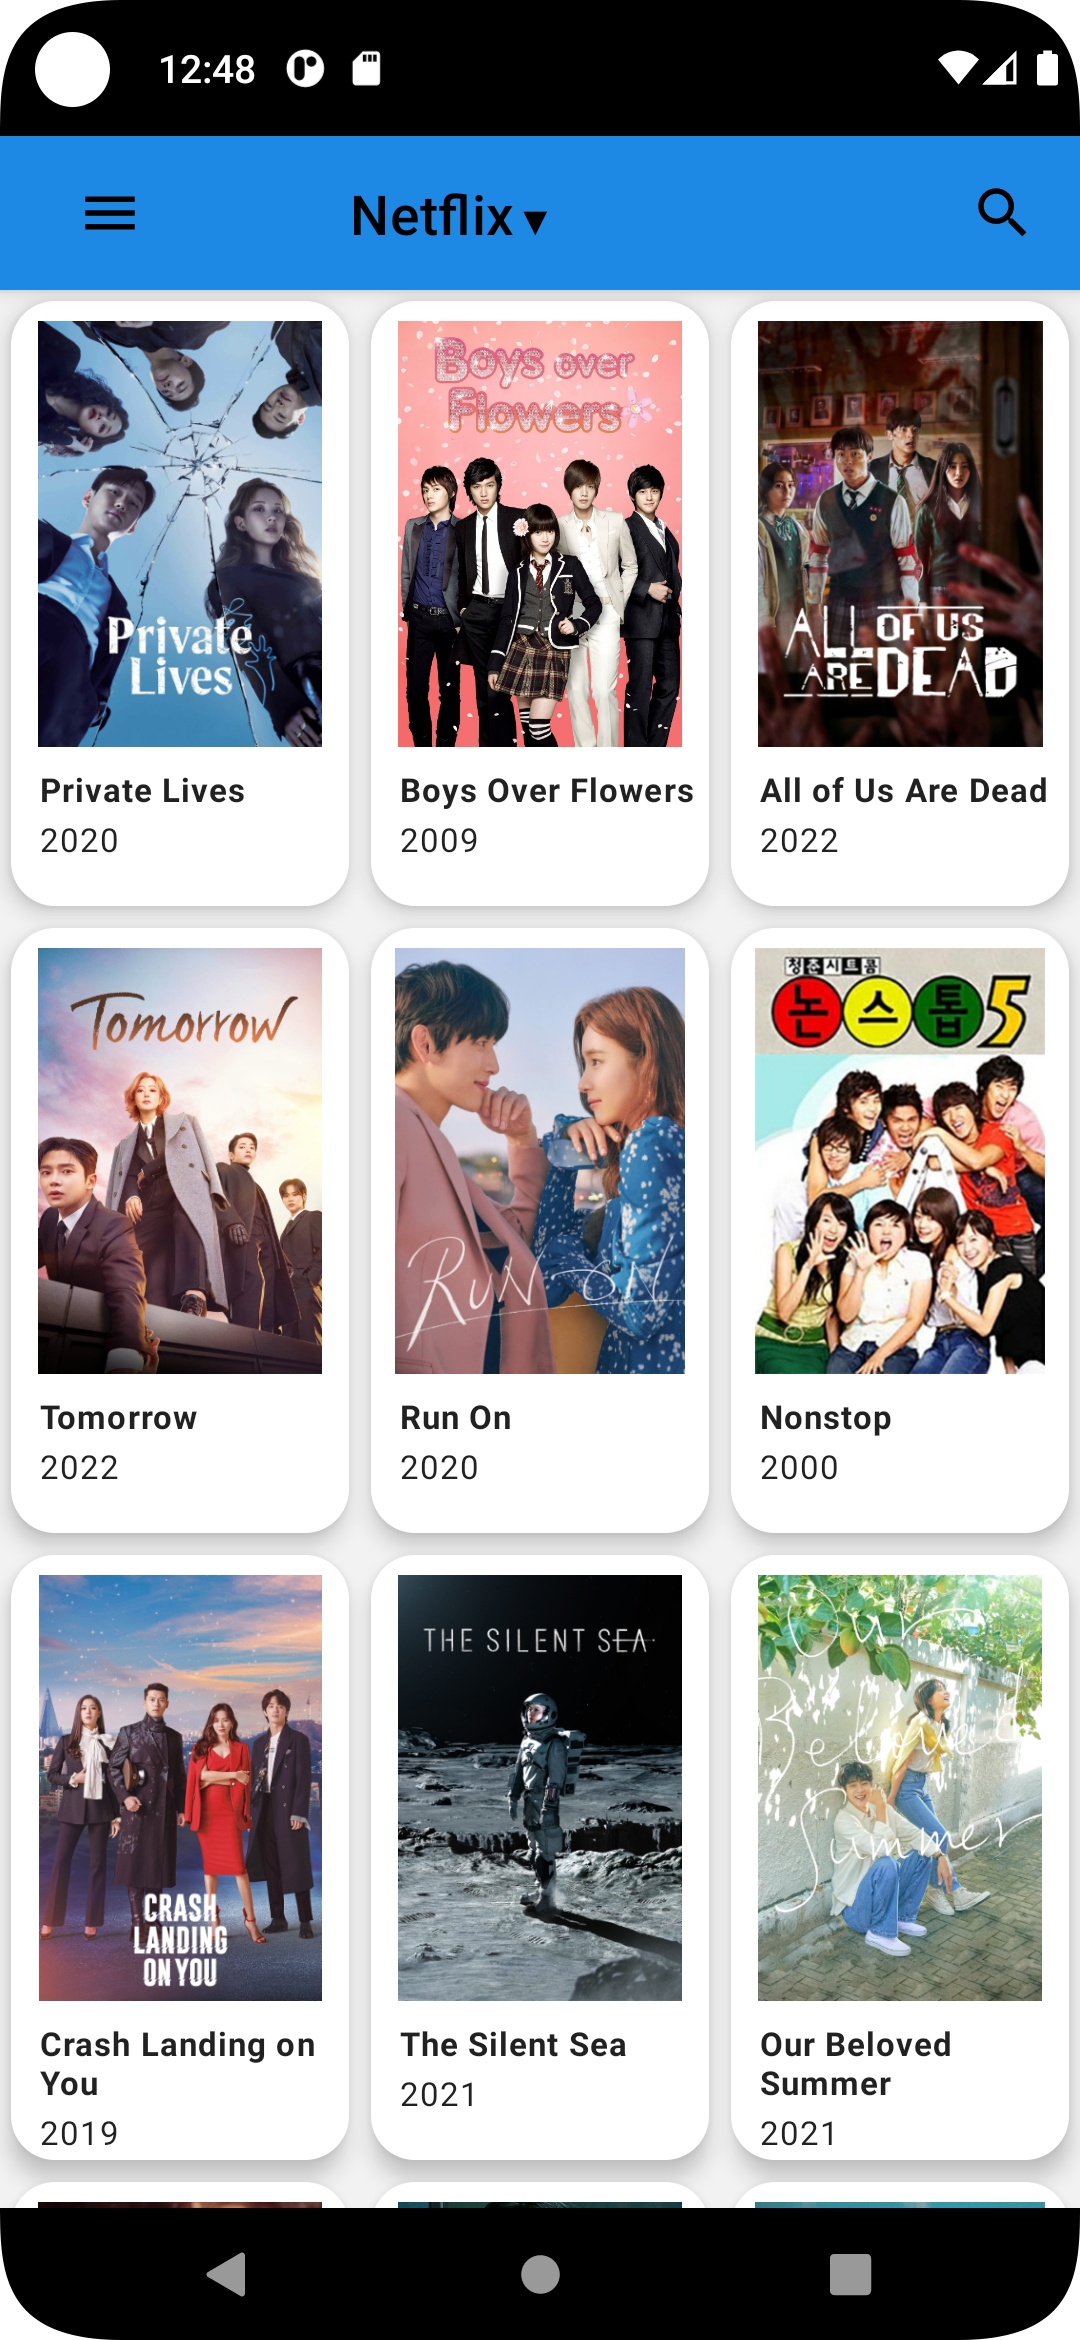 12:48
Netflix ▾
Boys over
Flowers
Private
Lives
ALL OF US
ARE DEAD
Private Lives
2020
Boys Over Flowers
2009
All of Us Are Dead
2022
Tomorrow
RUN ON
청춘시트콤
논스톱5
Tomorrow
2022
Run On
2020
Nonstop
2000
CRASH
LANDING
ON YOU
THE SILENT SEA
Our
Beloved
Summer
Crash Landing on
You
2019
The Silent Sea
2021
Our Beloved
Summer
2021